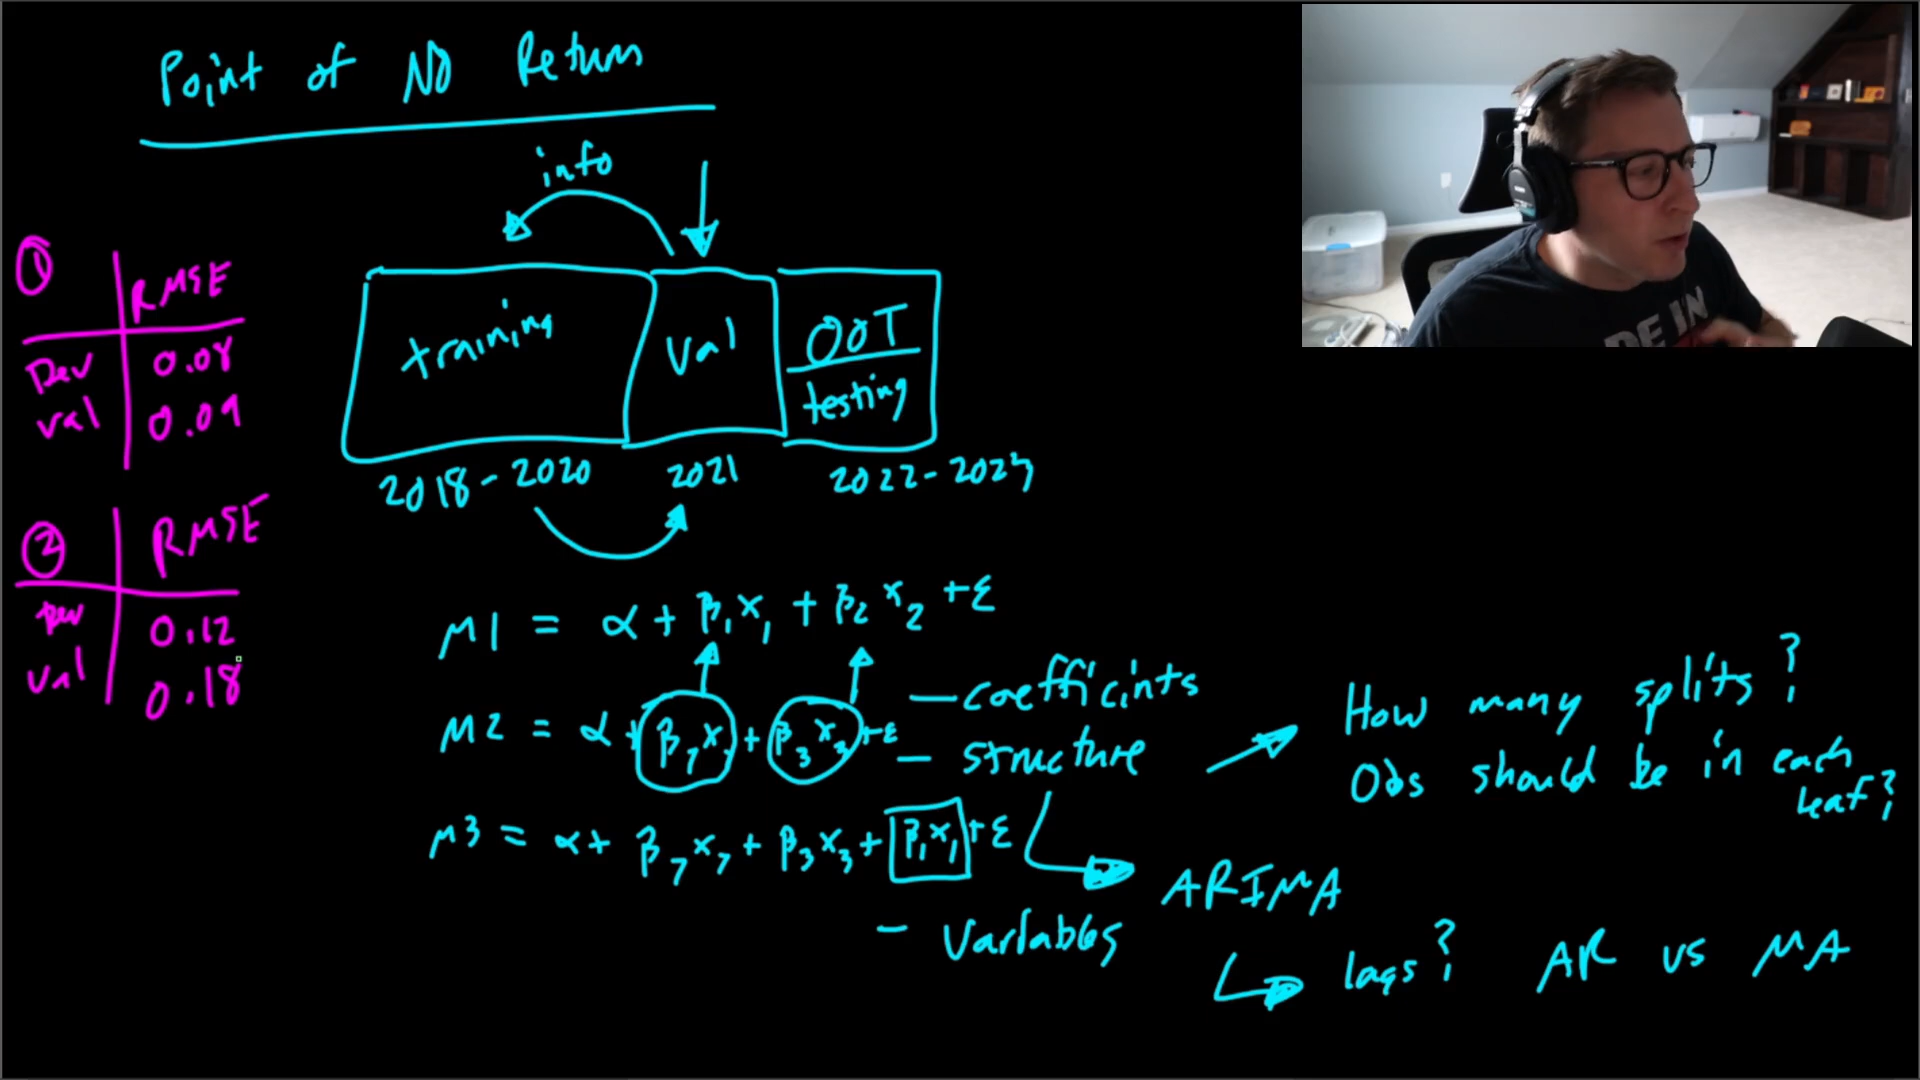 Point of No Return
info
① RMSE
Dev 0.08
val 0.09
training
val
OOT
testing
2018-2020
2021
2022-2023
② RMSE
Dev 0.12
val 0.18
M1 = α + β₁x₁ + β₂x₂ + ε
M2 = α + β₇x₇ + β₃x₃ + ε
M3 = α + β₇x₇ + β₃x₃ + β₁x₁ + ε
- coefficints
- structure
- Variables
How many splits?
Obs should be in each
leaf?
ARIMA
lags? AR vs MA
DE IN